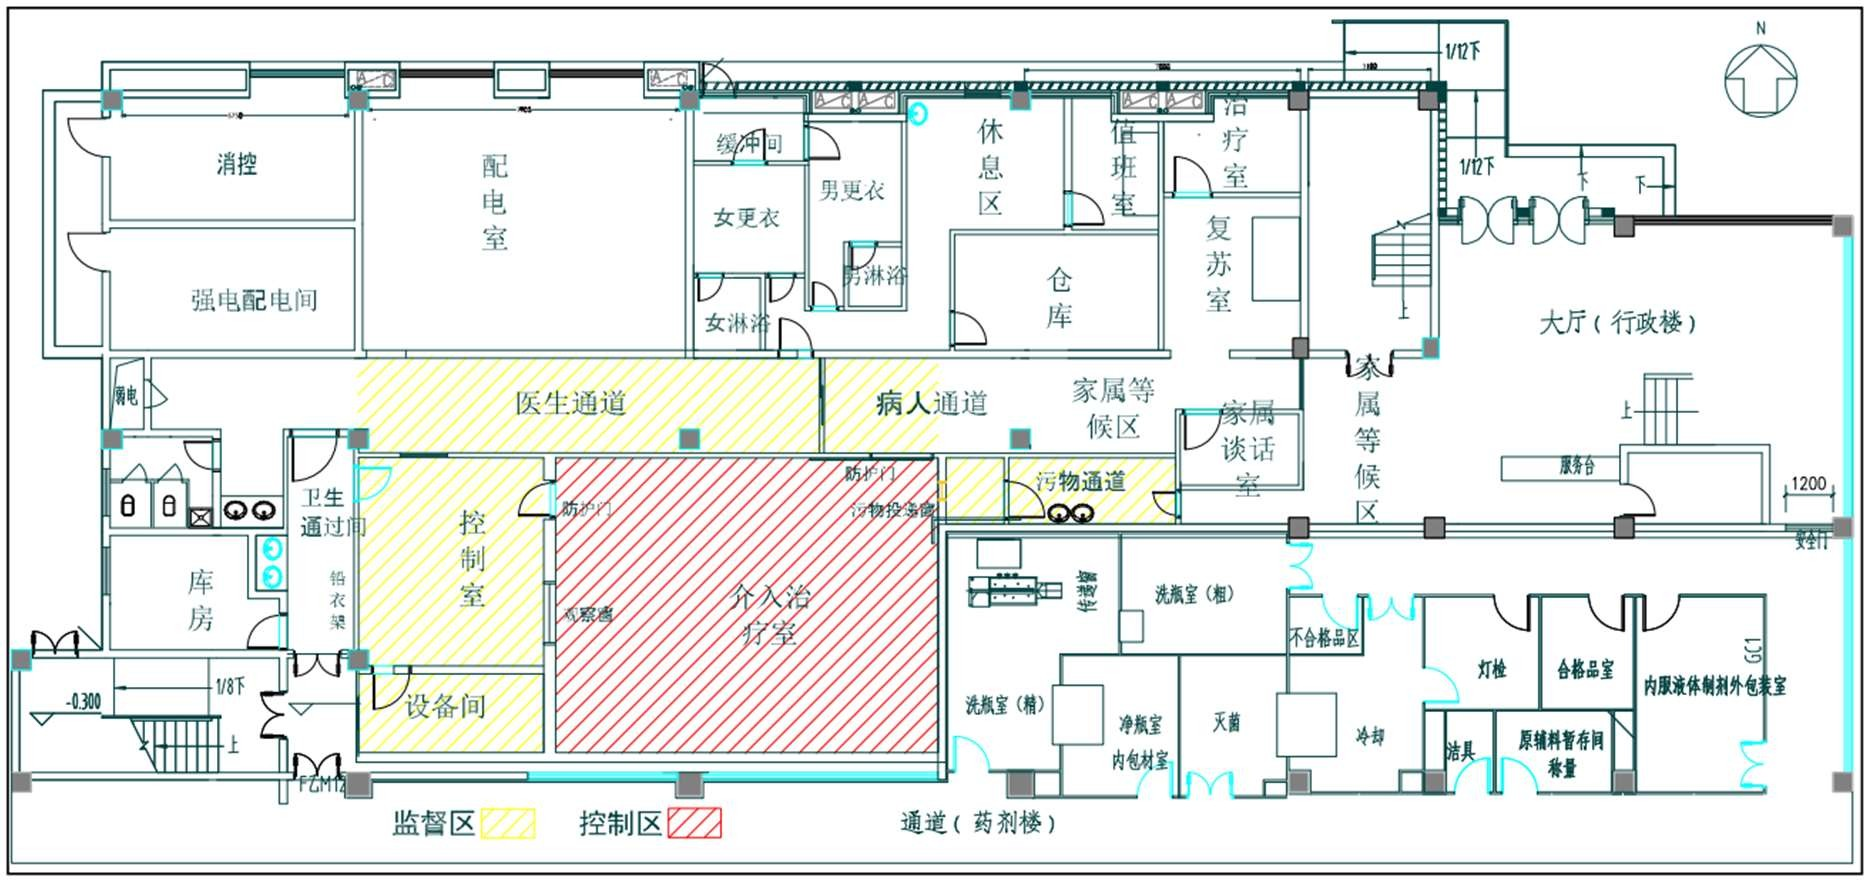 N
1/12下
1/12下
下
下
A C
A C
A C
A C
A C
A C
消控
配
电
室
缓冲间
男更衣
女更衣
男淋浴
女淋浴
休
息
区
值
班
室
治
疗
室
复
苏
室
仓
库
强电配电间
上
大厅（行政楼）
弱电
医生通道
病人通道
家属等
候区
家属
谈话
室
家
属
等
候
区
上
服务台
1200
安全门
卫生
通过间
防护门
防护门
污物投递窗
污物通道
控
制
室
观察窗
介入治
疗室
库
房
铅
衣
架
设备间
-0.300
1/8下
上
传递窗
洗瓶室（粗）
不合格品区
灯检
合格品室
内服液体制剂外包装室
洗瓶室（精）
净瓶室
内包材室
灭菌
冷却
洁具
原辅料暂存间
称量
监督区
控制区
通道（药剂楼）